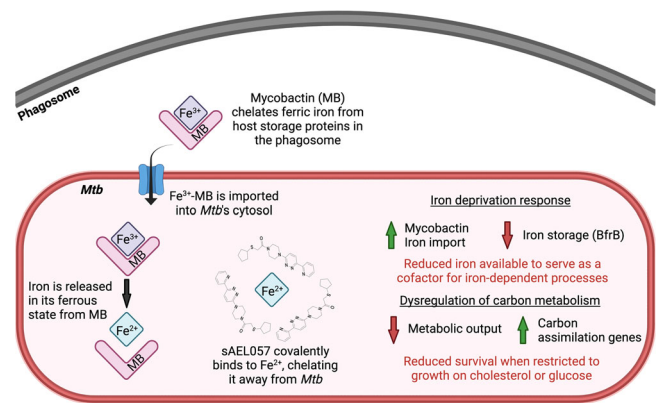 Phagosome
Fe3+
MB
Mycobactin (MB)
chelates ferric iron from
host storage proteins in
the phagosome
Mtb
Fe3+-MB is imported
into Mtb's cytosol
Fe3+
MB
Iron is released
in its ferrous
state from MB
Fe2+
MB
Fe2+
sAEL057 covalently
binds to Fe2+, chelating
it away from Mtb
Iron deprivation response
Mycobactin
Iron import
Iron storage (BfrB)
Reduced iron available to serve as a
cofactor for iron-dependent processes
Dysregulation of carbon metabolism
Metabolic output
Carbon
assimilation genes
Reduced survival when restricted to
growth on cholesterol or glucose